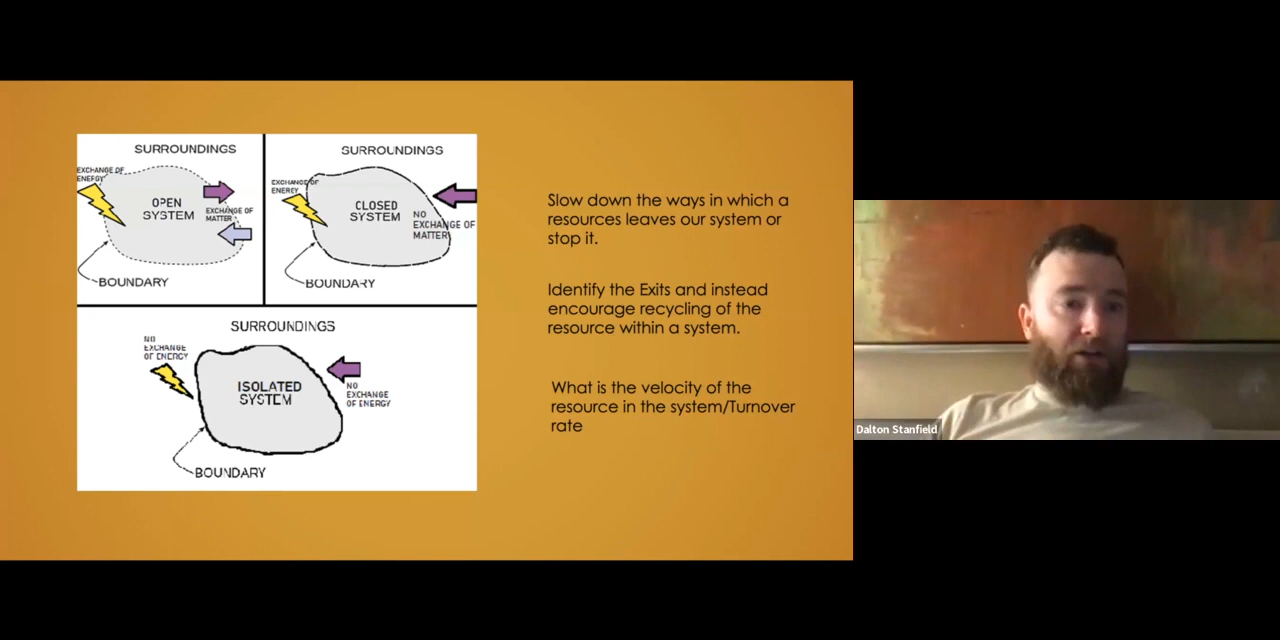 SURROUNDINGS
EXCHANGE OF
ENERGY
OPEN
SYSTEM
EXCHANGE OF
MATTER
BOUNDARY
SURROUNDINGS
EXCHANGE OF
ENERGY
CLOSED
SYSTEM
NO
EXCHANGE OF
MATTER
BOUNDARY
SURROUNDINGS
NO
EXCHANGE
OF ENERGY
ISOLATED
SYSTEM
NO
EXCHANGE
OF ENERGY
BOUNDARY
Slow down the ways in which a
resources leaves our system or
stop it.
Identify the Exits and instead
encourage recycling of the
resource within a system.
What is the velocity of the
resource in the system/Turnover
rate
Dalton Stanfield